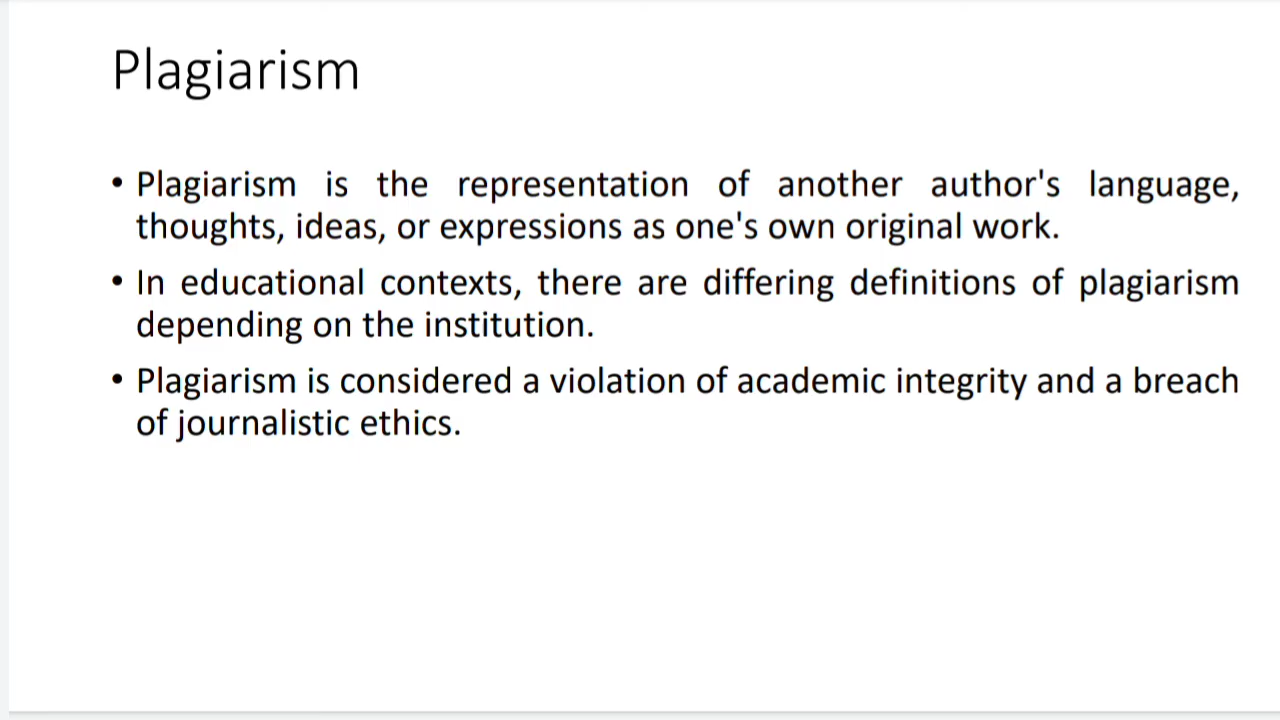 Plagiarism
• Plagiarism is the representation of another author's language,
thoughts, ideas, or expressions as one's own original work.
• In educational contexts, there are differing definitions of plagiarism
depending on the institution.
• Plagiarism is considered a violation of academic integrity and a breach
of journalistic ethics.